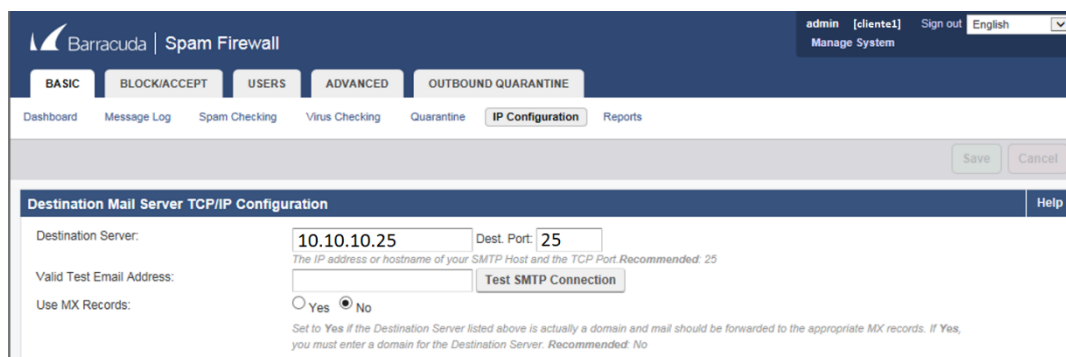 admin [cliente1] Sign out English
Manage System
Barracuda | Spam Firewall
BASIC BLOCK/ACCEPT USERS ADVANCED OUTBOUND QUARANTINE
Dashboard Message Log Spam Checking Virus Checking Quarantine IP Configuration Reports
Save Cancel
Destination Mail Server TCP/IP Configuration Help
Destination Server: 10.10.10.25 Dest. Port: 25
The IP address or hostname of your SMTP Host and the TCP Port.Recommended: 25
Valid Test Email Address: Test SMTP Connection
Use MX Records: Yes No
Set to Yes if the Destination Server listed above is actually a domain and mail should be forwarded to the appropriate MX records. If Yes,
you must enter a domain for the Destination Server. Recommended: No